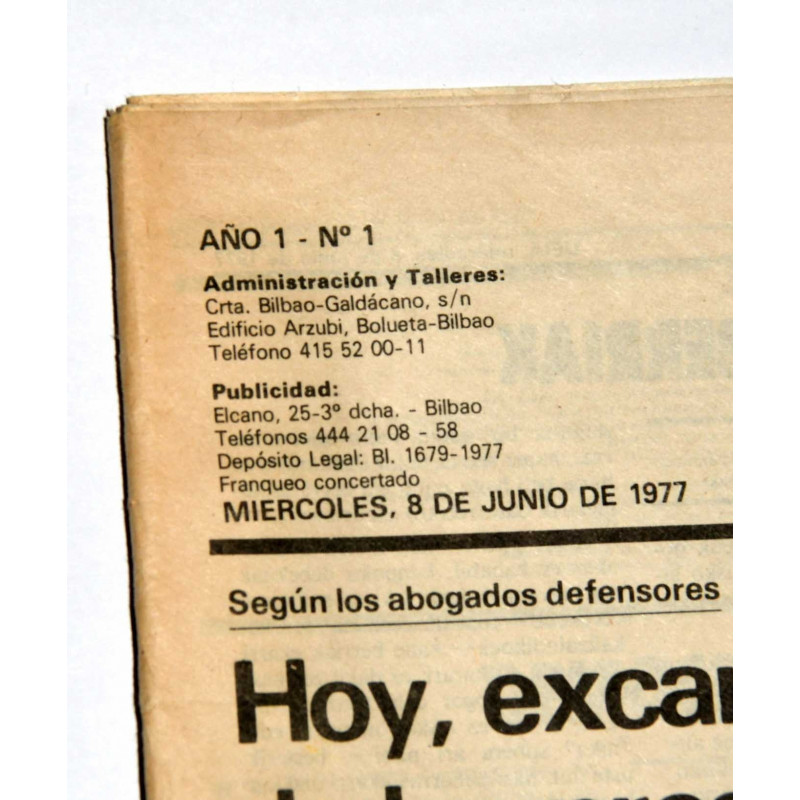 AÑO 1 - Nº 1
Administración y Talleres:
Crta. Bilbao-Galdácano, s/n
Edificio Arzubi, Bolueta-Bilbao
Teléfono 415 52 00-11
Publicidad:
Elcano, 25-3º dcha. - Bilbao
Teléfonos 444 21 08 - 58
Depósito Legal: BI. 1679-1977
Franqueo concertado
MIERCOLES, 8 DE JUNIO DE 1977
Según los abogados defensores
Hoy, excar